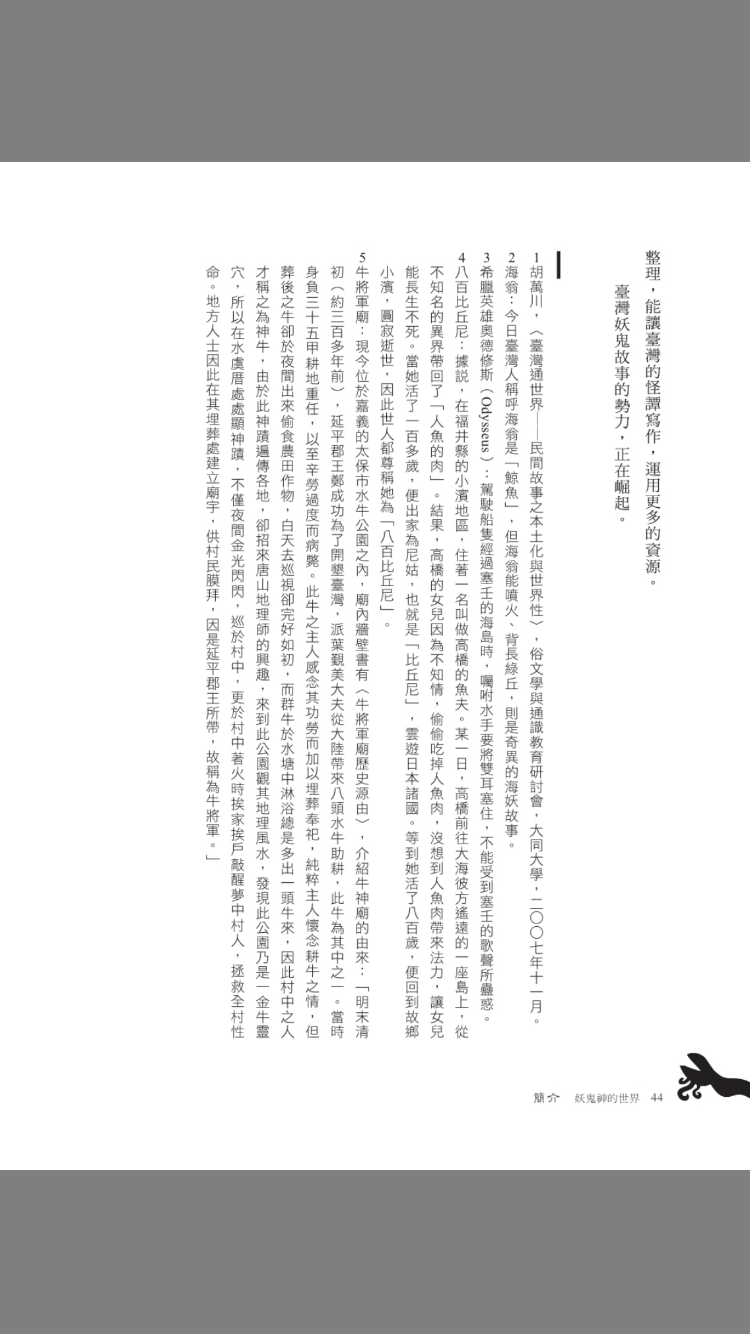 整理，能讓臺灣的怪譚寫作，運用更多的資源。
臺灣妖鬼故事的勢力，正在崛起。
1 胡萬川，〈臺灣通世界——民間故事之本土化與世界性〉，俗文學與通識教育研討會，大同大學，二〇〇七年十一月。
2 海翁：今日臺灣人稱呼海翁是「鯨魚」，但海翁能噴火、背長綠丘，則是奇異的海妖故事。
3 希臘英雄奧德修斯（Odysseus）：駕駛船隻經過塞壬的海島時，囑咐水手要將雙耳塞住，不能受到塞壬的歌聲所蠱惑。
4 八百比丘尼：據說，在福井縣的小濱地區，住著一名叫做高橋的魚夫。某一日，高橋前往大海彼方遙遠的一座島上，從
不知名的異界帶回了「人魚的肉」。結果，高橋的女兒因為不知情，偷偷吃掉人魚肉，沒想到人魚肉帶來法力，讓女兒
能長生不死。當她活了一百多歲，便出家為尼姑，也就是「比丘尼」，雲遊日本諸國。等到她活了八百歲，便回到故鄉
小濱，圓寂逝世，因此世人都尊稱她為「八百比丘尼」。
5 牛將軍廟：現今位於嘉義的太保市水牛公園之內，廟內牆壁書有〈牛將軍廟歷史源由〉，介紹牛神廟的由來：「明末清
初（約三百多年前），延平郡王鄭成功為了開墾臺灣，派葉覲美大夫從大陸帶來八頭水牛助耕，此牛為其中之一。當時
身負三十五甲耕地重任，以至辛勞過度而病斃。此牛之主人感念其功勞而加以埋葬奉祀，純粹主人懷念耕牛之情，但
葬後之牛卻於夜間出來偷食農田作物，白天去巡視卻完好如初，而群牛於水塘中淋浴總是多出一頭牛來，因此村中之人
才稱之為神牛，由於此神蹟遍傳各地，卻招來唐山地理師的興趣，來到此公園觀其地理風水，發現此公園乃是一金牛靈
穴，所以在水虞厝處處顯神蹟，不僅夜間金光閃閃，巡於村中，更於村中著火時挨家挨戶敲醒夢中村人，拯救全村性
命。地方人士因此在其埋葬處建立廟宇，供村民膜拜，因是延平郡王所帶，故稱為牛將軍。」
簡介 妖鬼神的世界 44